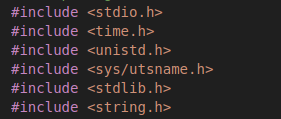 #include <stdio.h>
#include <time.h>
#include <unistd.h>
#include <sys/utsname.h>
#include <stdlib.h>
#include <string.h>